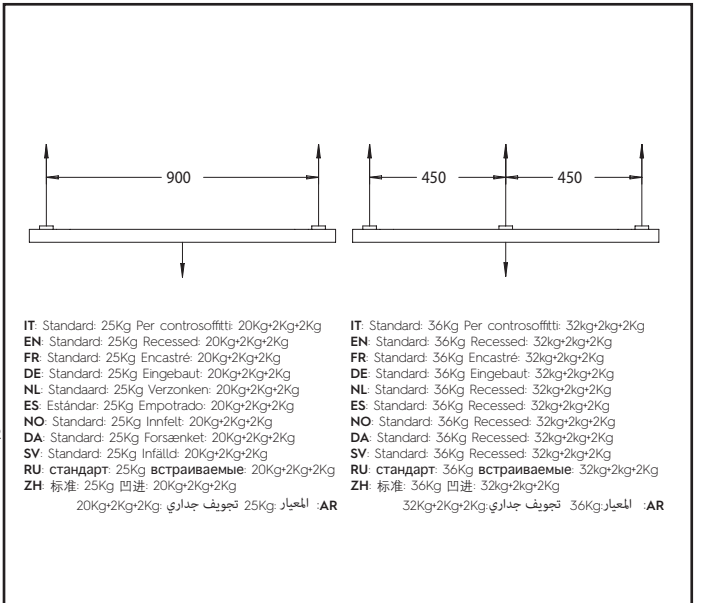 900
450 450
IT: Standard: 25Kg Per controsoffitti: 20Kg+2Kg+2Kg
EN: Standard: 25Kg Recessed: 20Kg+2Kg+2Kg
FR: Standard: 25Kg Encastré: 20Kg+2Kg+2Kg
DE: Standard: 25Kg Eingebaut: 20Kg+2Kg+2Kg
NL: Standaard: 25Kg Verzonken: 20Kg+2Kg+2Kg
ES: Estándar: 25Kg Empotrado: 20Kg+2Kg+2Kg
NO: Standard: 25Kg Innfelt: 20Kg+2Kg+2Kg
DA: Standard: 25Kg Forsænket: 20Kg+2Kg+2Kg
SV: Standard: 25Kg Infälld: 20Kg+2Kg+2Kg
RU: стандарт: 25Kg встраиваемые: 20Kg+2Kg+2Kg
ZH: 标准: 25Kg 凹进: 20Kg+2Kg+2Kg
AR: المعيار: 25Kg تجويف جداري: 20Kg+2Kg+2Kg
IT: Standard: 36Kg Per controsoffitti: 32kg+2kg+2Kg
EN: Standard: 36Kg Recessed: 32kg+2kg+2Kg
FR: Standard: 36Kg Encastré: 32kg+2kg+2Kg
DE: Standard: 36Kg Eingebaut: 32kg+2kg+2Kg
NL: Standard: 36Kg Recessed: 32kg+2kg+2Kg
ES: Standard: 36Kg Recessed: 32kg+2kg+2Kg
NO: Standard: 36Kg Recessed: 32kg+2kg+2Kg
DA: Standard: 36Kg Recessed: 32kg+2kg+2Kg
SV: Standard: 36Kg Recessed: 32kg+2kg+2Kg
RU: стандарт: 36Kg встраиваемые: 32kg+2kg+2Kg
ZH: 标准: 36Kg 凹进: 32kg+2kg+2Kg
AR: المعيار: 36Kg تجويف جداري: 32Kg+2Kg+2Kg